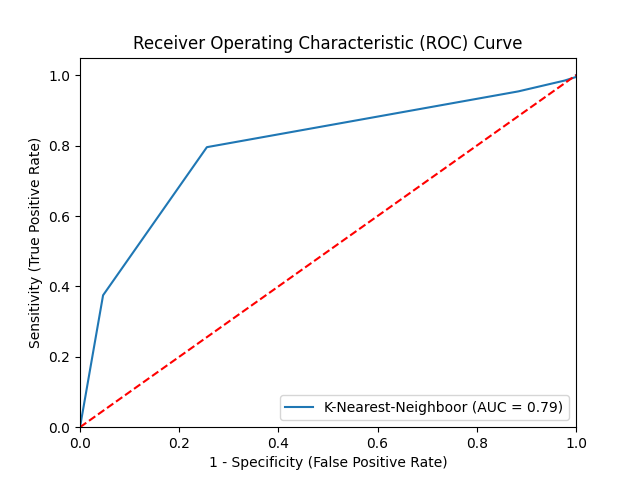 Receiver Operating Characteristic (ROC) Curve
1.0
0.8
0.6
0.4
0.2
0.0
Sensitivity (True Positive Rate)
K-Nearest-Neighboor (AUC = 0.79)
0.0 0.2 0.4 0.6 0.8 1.0
1 - Specificity (False Positive Rate)